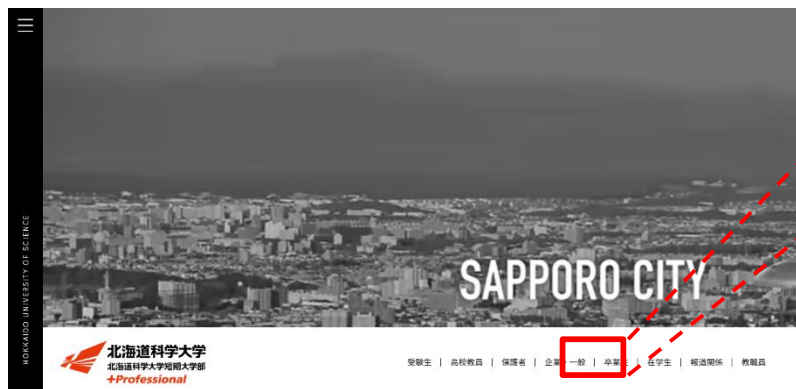 HOKKAIDO UNIVERSITY OF SCIENCE
SAPPORO CITY
北海道科学大学
北海道科学大学短期大学部
+Professional
受験生 | 高校教員 | 保護者 | 企業・一般 | 卒業生 | 在学生 | 報道関係 | 教職員